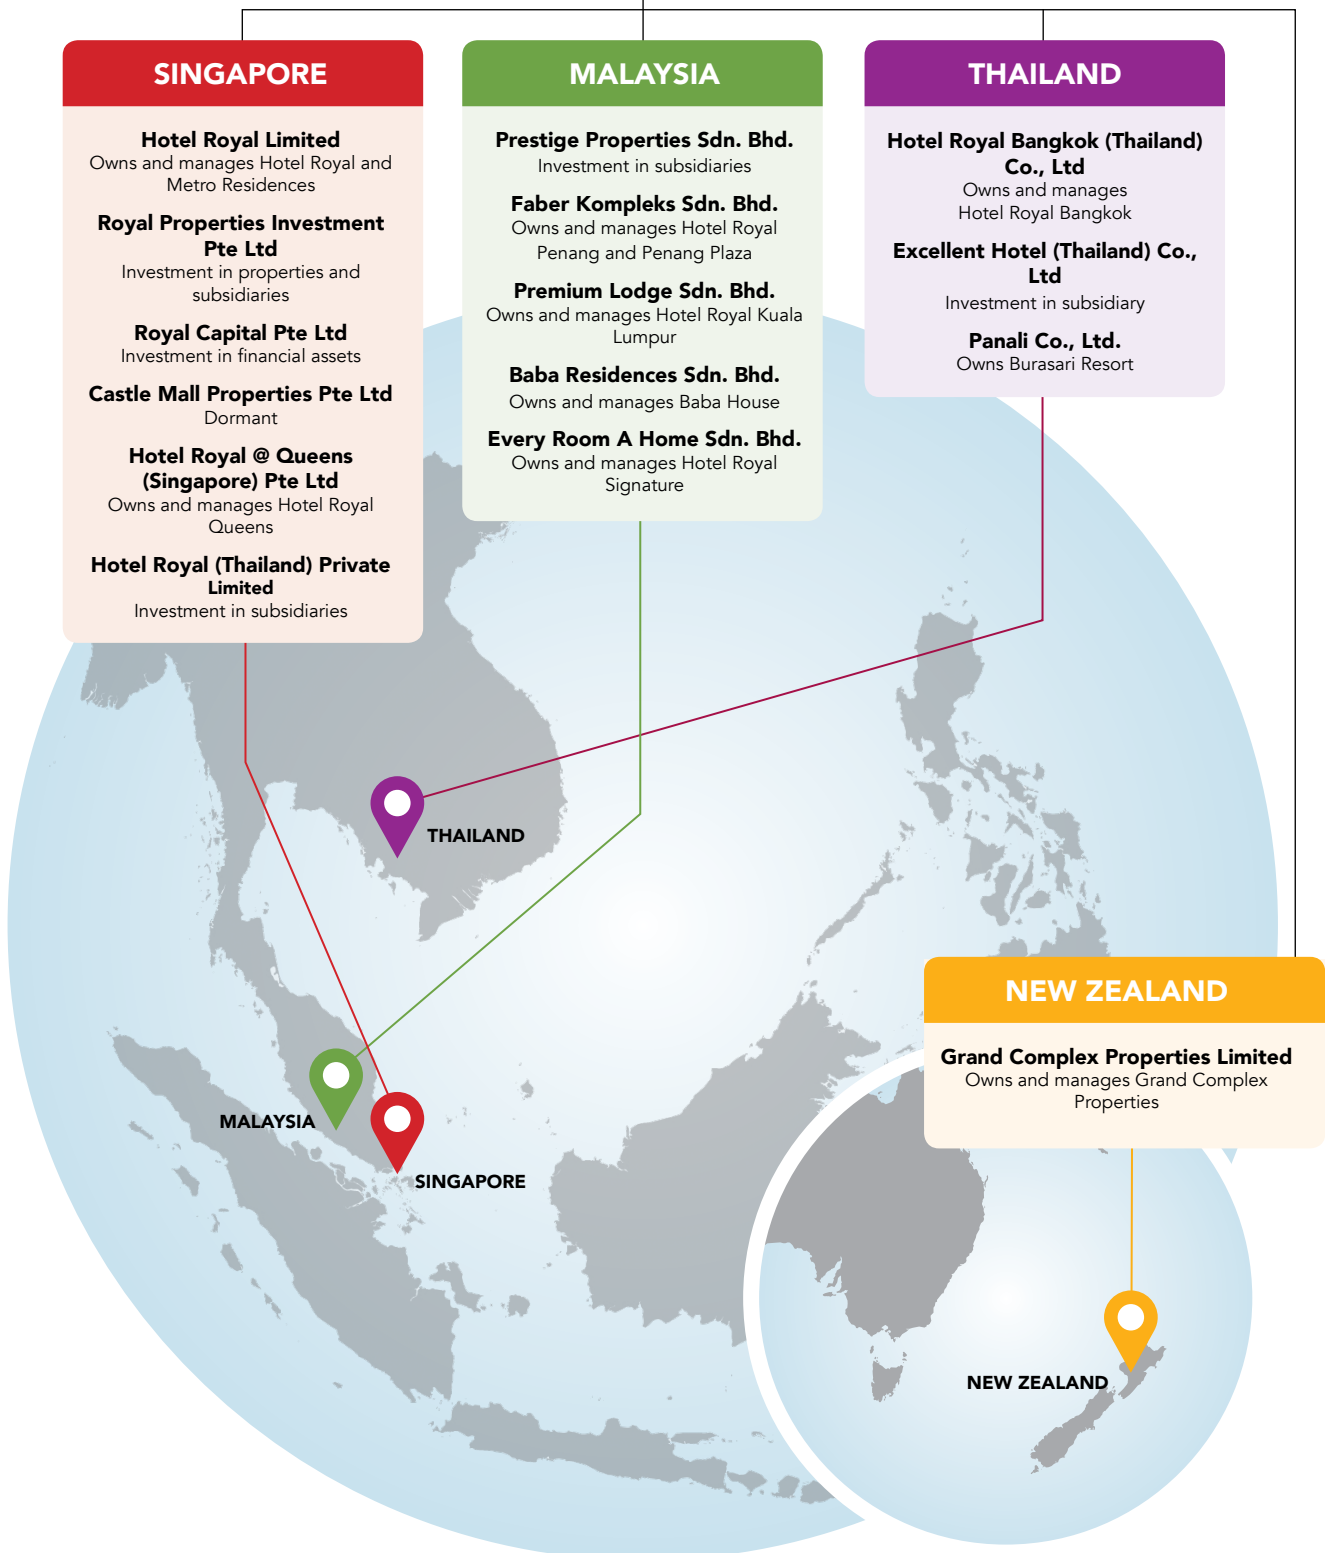 SINGAPORE
Hotel Royal Limited
Owns and manages Hotel Royal and
Metro Residences
Royal Properties Investment
Pte Ltd
Investment in properties and
subsidiaries
Royal Capital Pte Ltd
Investment in financial assets
Castle Mall Properties Pte Ltd
Dormant
Hotel Royal @ Queens
(Singapore) Pte Ltd
Owns and manages Hotel Royal
Queens
Hotel Royal (Thailand) Private
Limited
Investment in subsidiaries
MALAYSIA
Prestige Properties Sdn. Bhd.
Investment in subsidiaries
Faber Kompleks Sdn. Bhd.
Owns and manages Hotel Royal
Penang and Penang Plaza
Premium Lodge Sdn. Bhd.
Owns and manages Hotel Royal Kuala
Lumpur
Baba Residences Sdn. Bhd.
Owns and manages Baba House
Every Room A Home Sdn. Bhd.
Owns and manages Hotel Royal
Signature
THAILAND
Hotel Royal Bangkok (Thailand)
Co., Ltd
Owns and manages
Hotel Royal Bangkok
Excellent Hotel (Thailand) Co.,
Ltd
Investment in subsidiary
Panali Co., Ltd.
Owns Burasari Resort
THAILAND
NEW ZEALAND
Grand Complex Properties Limited
Owns and manages Grand Complex
Properties
MALAYSIA
SINGAPORE
NEW ZEALAND